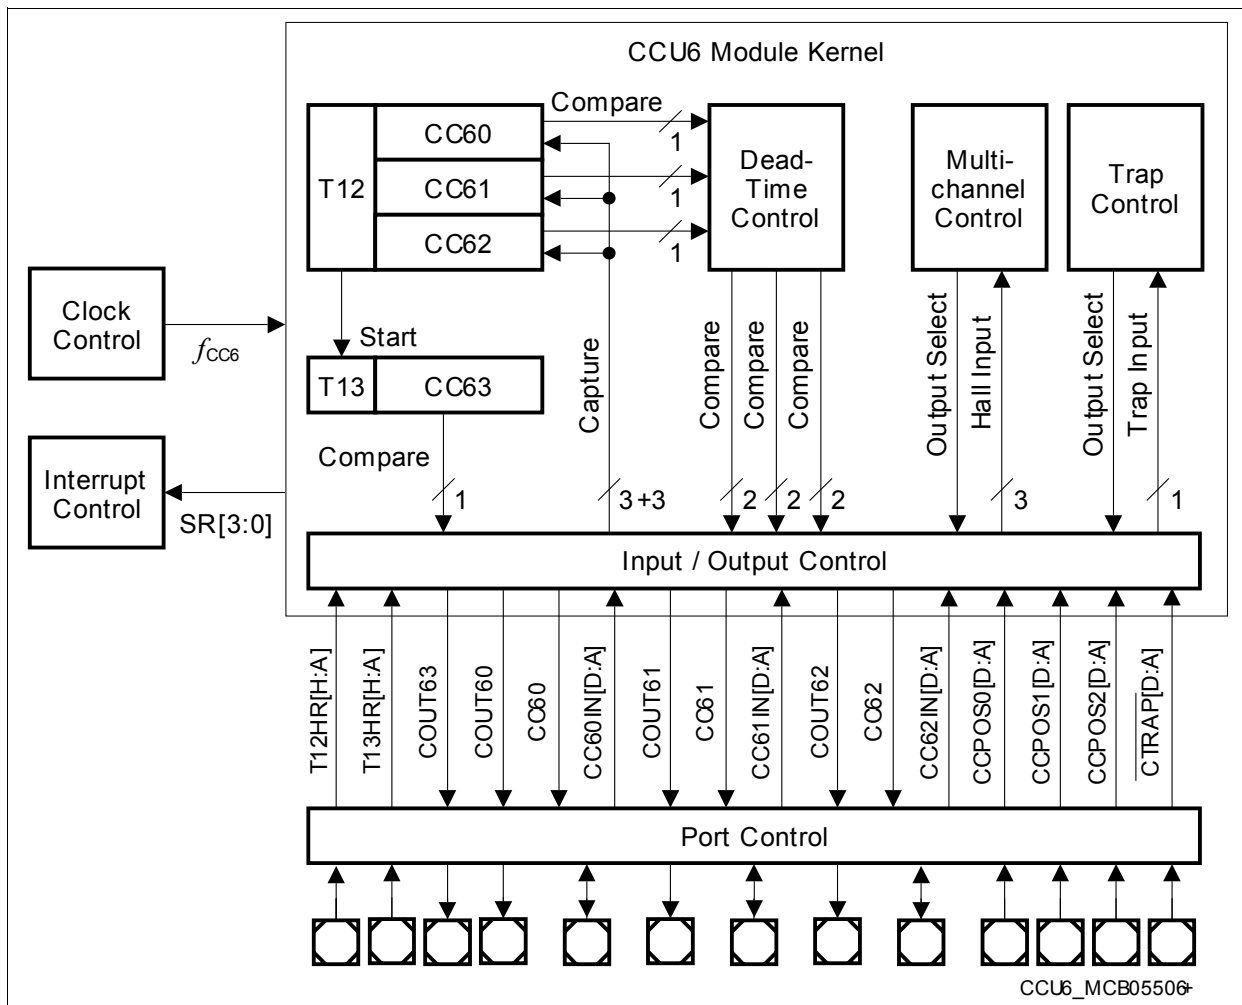 CCU6 Module Kernel
Compare
CC60
1
T12
CC61
1
CC62
1
Dead-
Time
Control
Multi-
channel
Control
Trap
Control
Clock
Control
fCC6
Start
T13
CC63
Interrupt
Control
SR[3:0]
Compare
1
Capture
3+3
Compare
2
Compare
2
Compare
2
Output Select
Hall Input
3
Output Select
Trap Input
1
Input / Output Control
T12HR[H:A]
T13HR[H:A]
COUT63
COUT60
CC60
CC60IN[D:A]
COUT61
CC61
CC61IN[D:A]
COUT62
CC62
CC62IN[D:A]
CCPOS0[D:A]
CCPOS1[D:A]
CCPOS2[D:A]
CTRAP[D:A]
Port Control
CCU6_MCB05506+